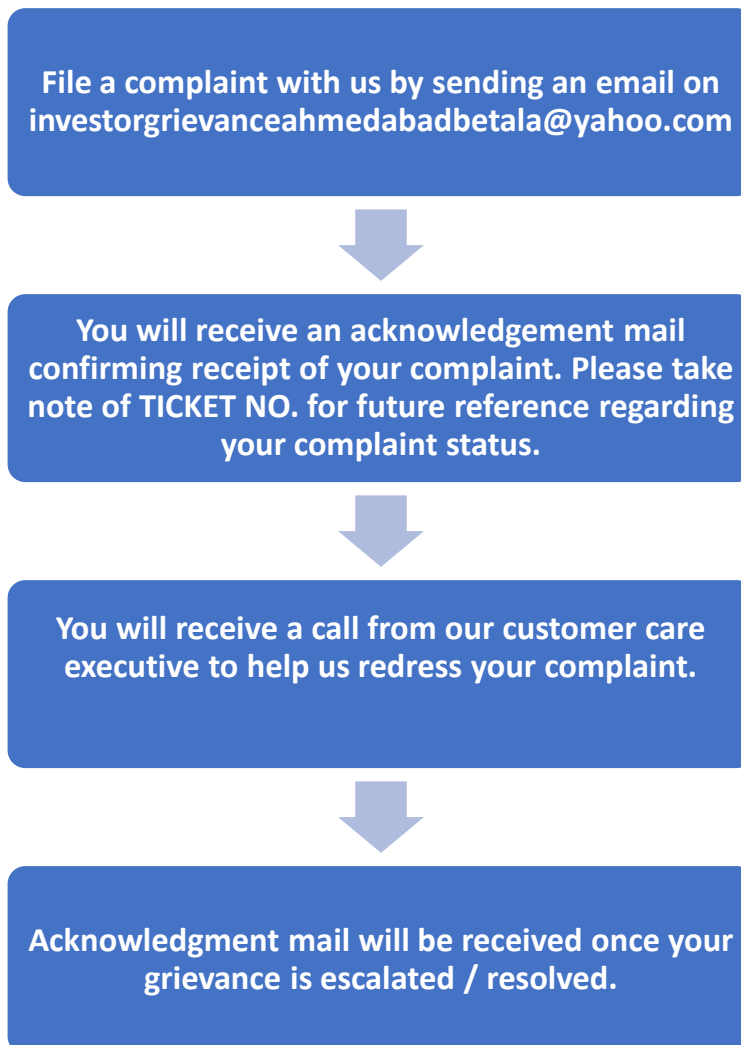 File a complaint with us by sending an email on
investorgrievanceahmedabadbetala@yahoo.com
You will receive an acknowledgement mail
confirming receipt of your complaint. Please take
note of TICKET NO. for future reference regarding
your complaint status.
You will receive a call from our customer care
executive to help us redress your complaint.
Acknowledgment mail will be received once your
grievance is escalated / resolved.